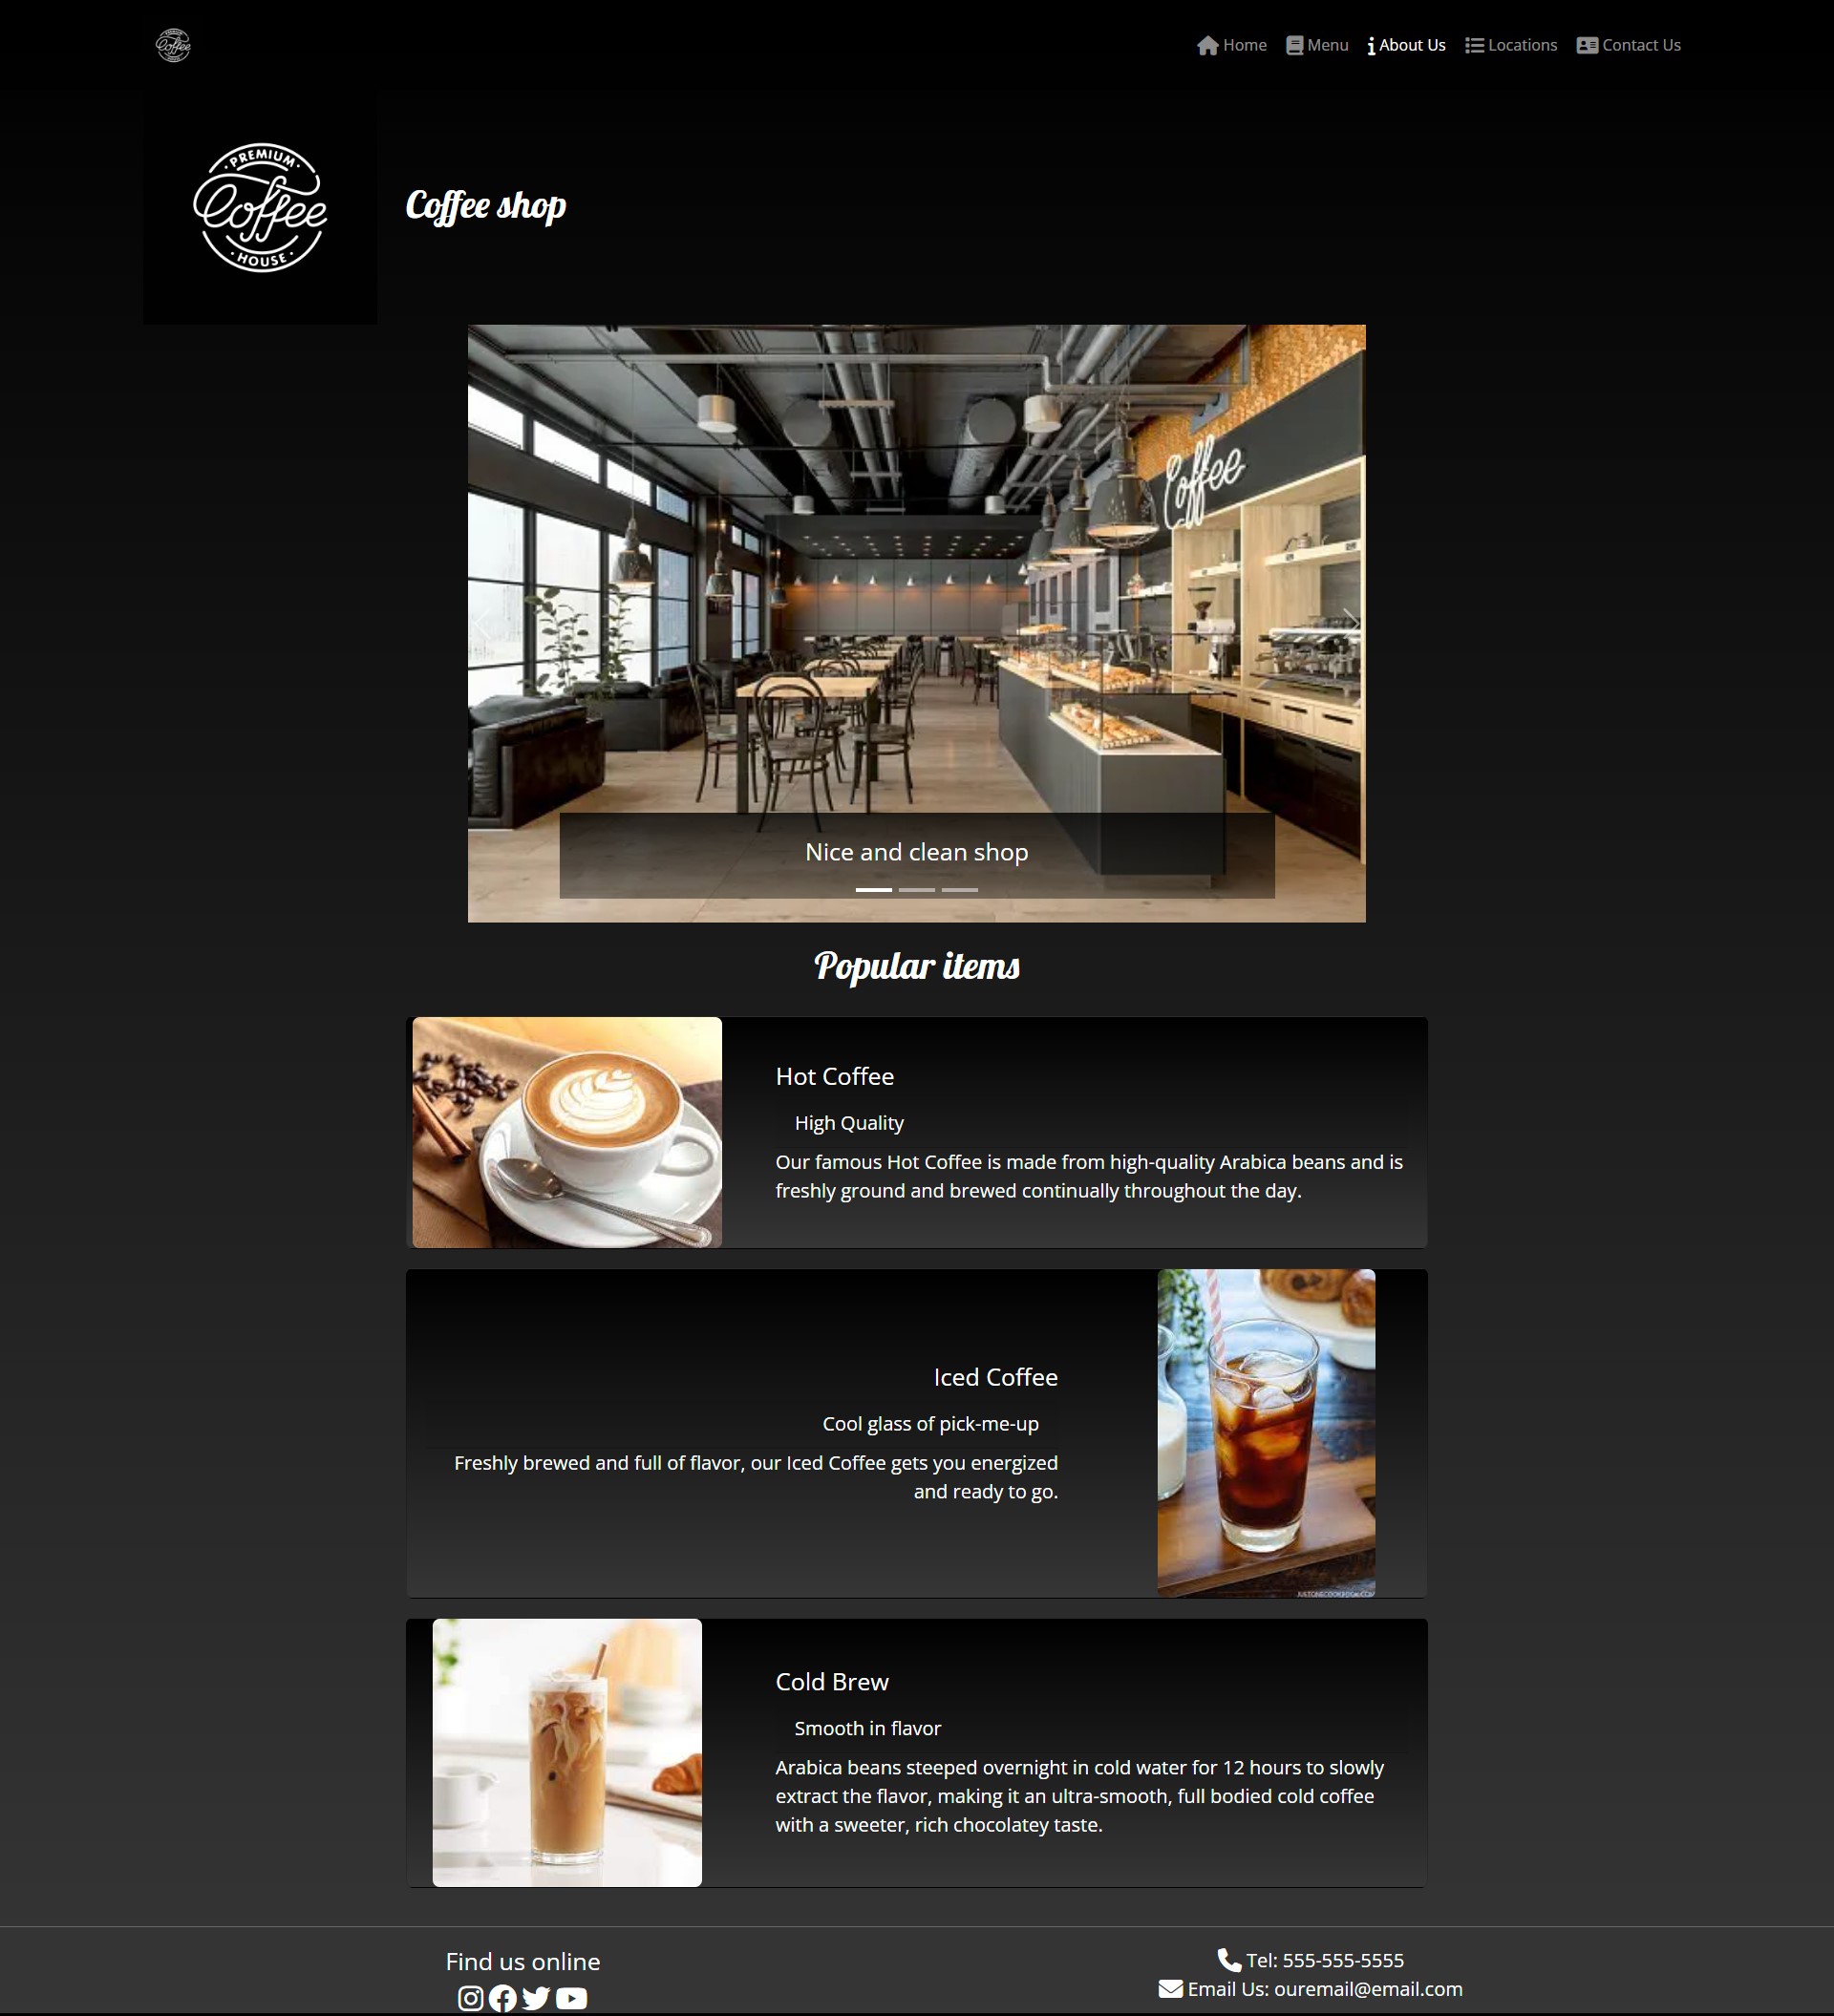 PREMIUM
Coffee
HOUSE
Home Menu About Us Locations Contact Us
PREMIUM
Coffee
HOUSE
Coffee shop
Coffee
Nice and clean shop
Popular items
Hot Coffee
High Quality
Our famous Hot Coffee is made from high-quality Arabica beans and is
freshly ground and brewed continually throughout the day.
Iced Coffee
Cool glass of pick-me-up
Freshly brewed and full of flavor, our Iced Coffee gets you energized
and ready to go.
JUSTONECOOKBOOK.COM
Cold Brew
Smooth in flavor
Arabica beans steeped overnight in cold water for 12 hours to slowly
extract the flavor, making it an ultra-smooth, full bodied cold coffee
with a sweeter, rich chocolatey taste.
Find us online
Tel: 555-555-5555
Email Us: ouremail@email.com